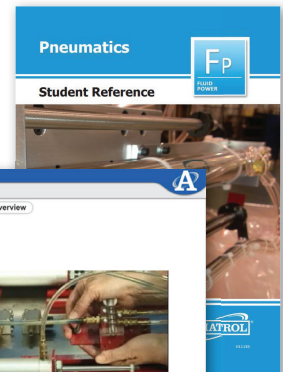 Pneumatics
FP
FLUID
POWER
Student Reference
A
verview
ATROL